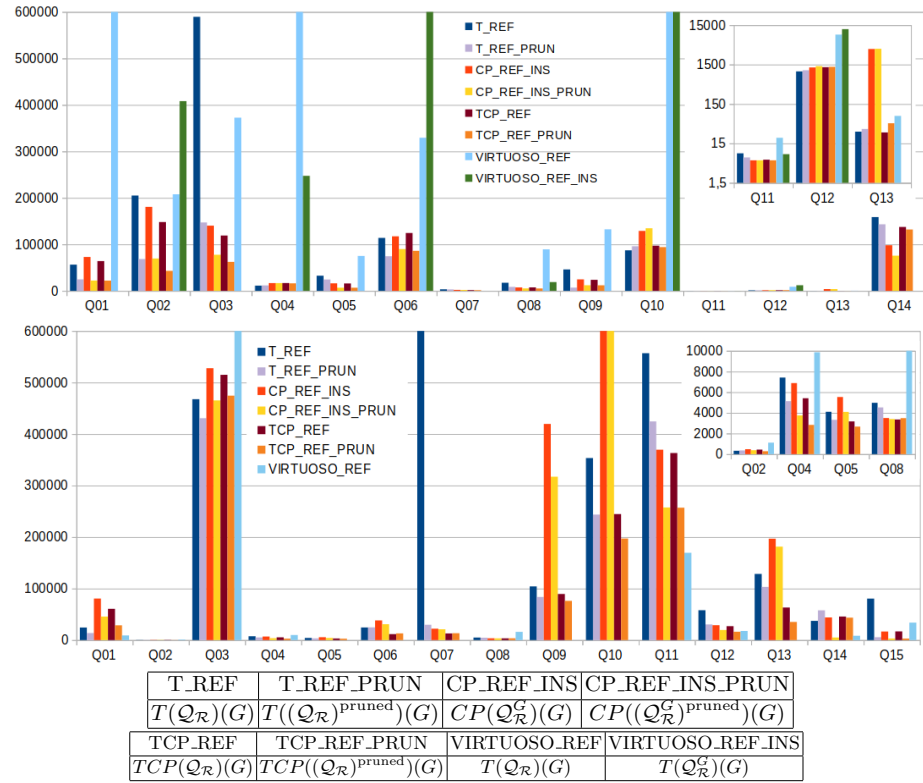 600000
500000
400000
300000
200000
100000
0
T_REF
T_REF_PRUN
CP_REF_INS
CP_REF_INS_PRUN
TCP_REF
TCP_REF_PRUN
VIRTUOSO_REF
VIRTUOSO_REF_INS
15000
1500
150
15
1,5
Q11 Q12 Q13
Q01 Q02 Q03 Q04 Q05 Q06 Q07 Q08 Q09 Q10 Q11 Q12 Q13 Q14
600000
500000
400000
300000
200000
100000
0
T_REF
T_REF_PRUN
CP_REF_INS
CP_REF_INS_PRUN
TCP_REF
TCP_REF_PRUN
VIRTUOSO_REF
10000
8000
6000
4000
2000
0
Q02 Q04 Q05 Q08
Q01 Q02 Q03 Q04 Q05 Q06 Q07 Q08 Q09 Q10 Q11 Q12 Q13 Q14 Q15
T_REF T_REF_PRUN CP_REF_INS CP_REF_INS_PRUN
T(𝒬_ℛ)(G) T((𝒬_ℛ)^pruned)(G) CP(𝒬_ℛ^G)(G) CP((𝒬_ℛ^G)^pruned)(G)
TCP_REF TCP_REF_PRUN VIRTUOSO_REF VIRTUOSO_REF_INS
TCP(𝒬_ℛ)(G) TCP((𝒬_ℛ)^pruned)(G) T(𝒬_ℛ)(G) T(𝒬_ℛ^G)(G)